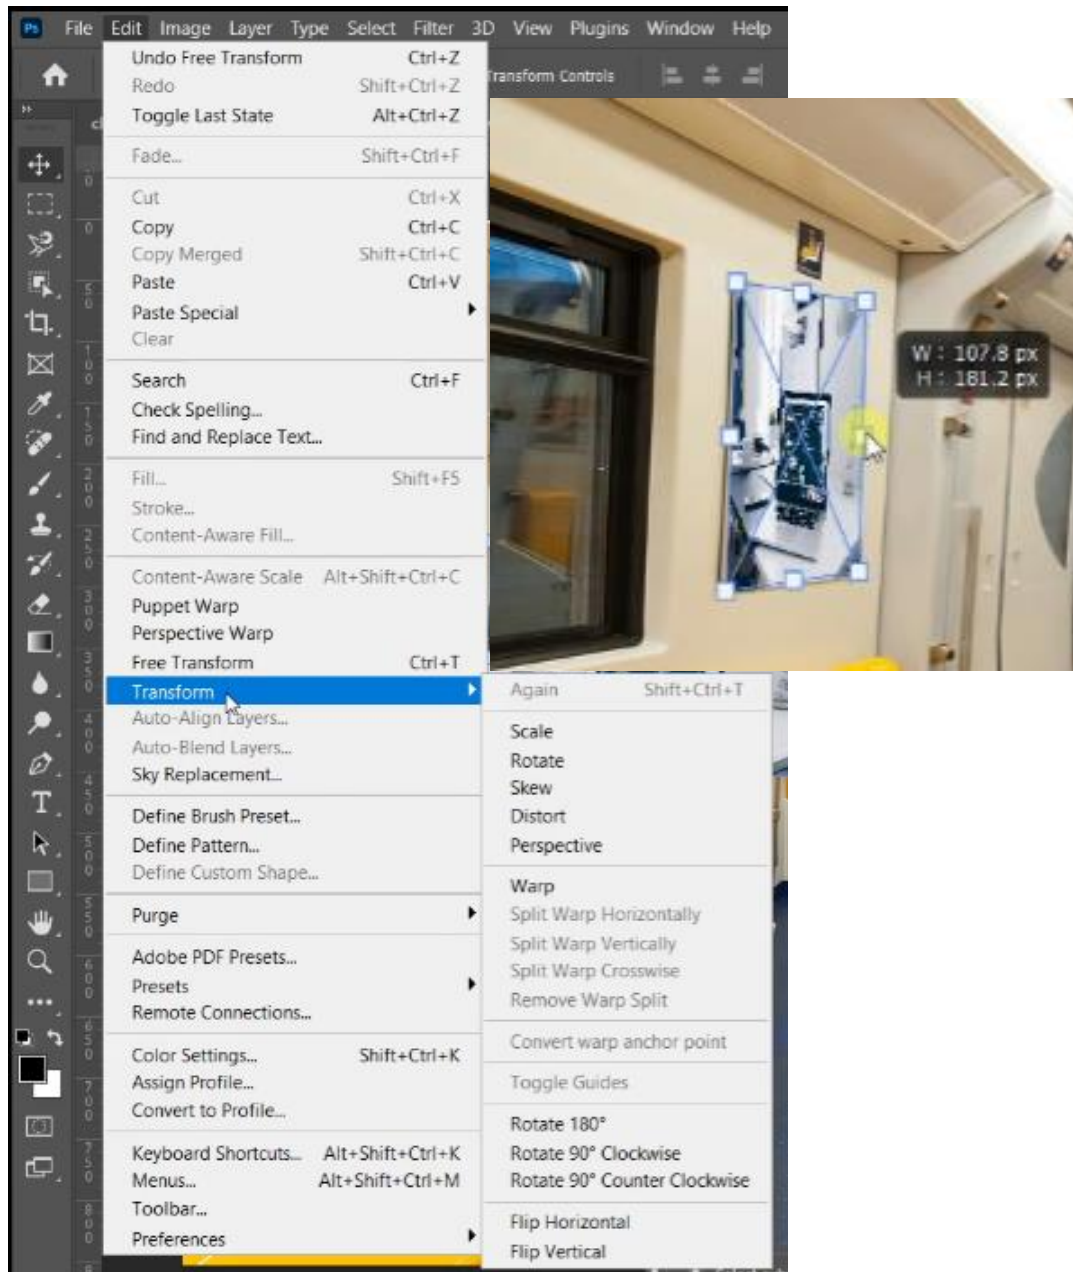 Ps File Edit Image Layer Type Select Filter 3D View Plugins Window Help
Transform Controls
Undo Free Transform Ctrl+Z
Redo Shift+Ctrl+Z
Toggle Last State Alt+Ctrl+Z
Fade... Shift+Ctrl+F
Cut Ctrl+X
Copy Ctrl+C
Copy Merged Shift+Ctrl+C
Paste Ctrl+V
Paste Special
Clear
Search Ctrl+F
Check Spelling...
Find and Replace Text...
Fill... Shift+F5
Stroke...
Content-Aware Fill...
Content-Aware Scale Alt+Shift+Ctrl+C
Puppet Warp
Perspective Warp
Free Transform Ctrl+T
Transform
Auto-Align Layers...
Auto-Blend Layers...
Sky Replacement...
Define Brush Preset...
Define Pattern...
Define Custom Shape...
Purge
Adobe PDF Presets...
Presets
Remote Connections...
Color Settings... Shift+Ctrl+K
Assign Profile...
Convert to Profile...
Keyboard Shortcuts... Alt+Shift+Ctrl+K
Menus... Alt+Shift+Ctrl+M
Toolbar...
Preferences
W : 107.8 px
H : 181.2 px
Again Shift+Ctrl+T
Scale
Rotate
Skew
Distort
Perspective
Warp
Split Warp Horizontally
Split Warp Vertically
Split Warp Crosswise
Remove Warp Split
Convert warp anchor point
Toggle Guides
Rotate 180°
Rotate 90° Clockwise
Rotate 90° Counter Clockwise
Flip Horizontal
Flip Vertical